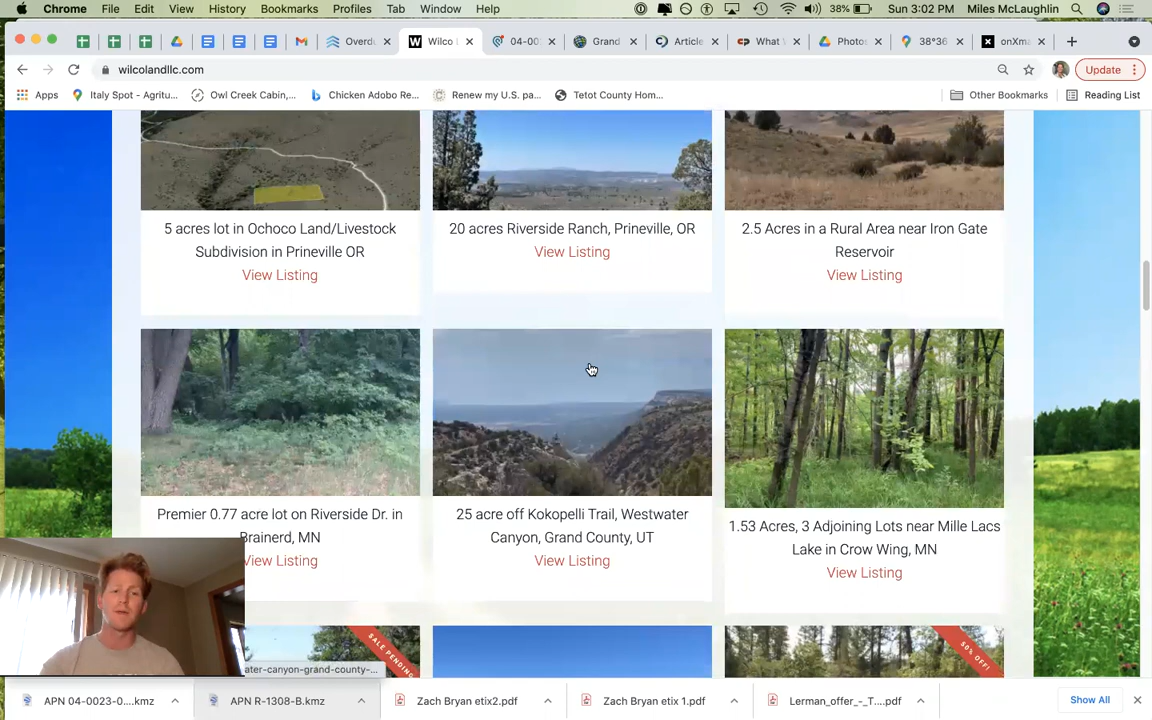 Chrome File Edit View History Bookmarks Profiles Tab Window Help 38% Sun 3:02 PM Miles McLaughlin
Overdu Wilco 04-00 Grand Article What Photos 38°36 onXma
wilcolandllc.com Update
Apps Italy Spot - Agritu... Owl Creek Cabin,... Chicken Adobo Re... Renew my U.S. pa... Tetot County Hom... Other Bookmarks Reading List
5 acres lot in Ochoco Land/Livestock
Subdivision in Prineville OR
View Listing
20 acres Riverside Ranch, Prineville, OR
View Listing
2.5 Acres in a Rural Area near Iron Gate
Reservoir
View Listing
Premier 0.77 acre lot on Riverside Dr. in
Brainerd, MN
View Listing
25 acre off Kokopelli Trail, Westwater
Canyon, Grand County, UT
View Listing
1.53 Acres, 3 Adjoining Lots near Mille Lacs
Lake in Crow Wing, MN
View Listing
SALE PENDING
50% OFF!
ater-canyon-grand-county-...
APN 04-0023-0....kmz APN R-1308-B.kmz Zach Bryan etix2.pdf Zach Bryan etix 1.pdf Lerman_offer_-_T....pdf Show All